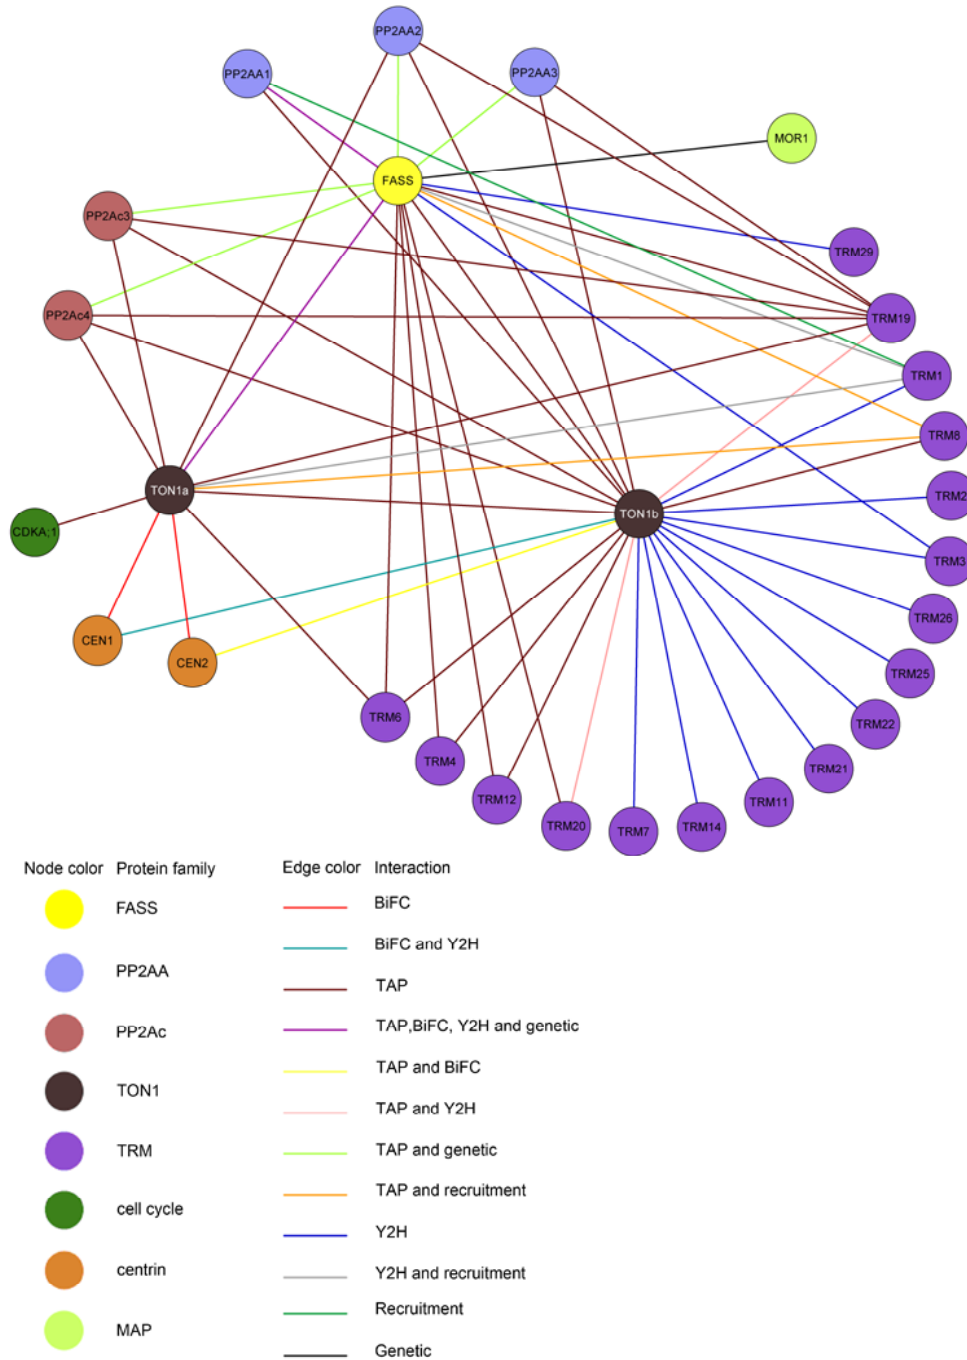 PP2AA2
PP2AA1
PP2AA3
MOR1
FASS
PP2Ac3
TRM29
PP2Ac4
TRM19
TRM1
TRM8
TON1a
TRM2
TON1b
CDKA;1
TRM3
TRM26
CEN1
CEN2
TRM25
TRM6
TRM22
TRM4
TRM21
TRM12
TRM11
TRM20
TRM14
TRM7
Node color Protein family Edge color Interaction
FASS BiFC
BiFC and Y2H
PP2AA TAP
PP2Ac TAP,BiFC, Y2H and genetic
TAP and BiFC
TON1 TAP and Y2H
TRM TAP and genetic
TAP and recruitment
cell cycle Y2H
centrin Y2H and recruitment
Recruitment
MAP Genetic